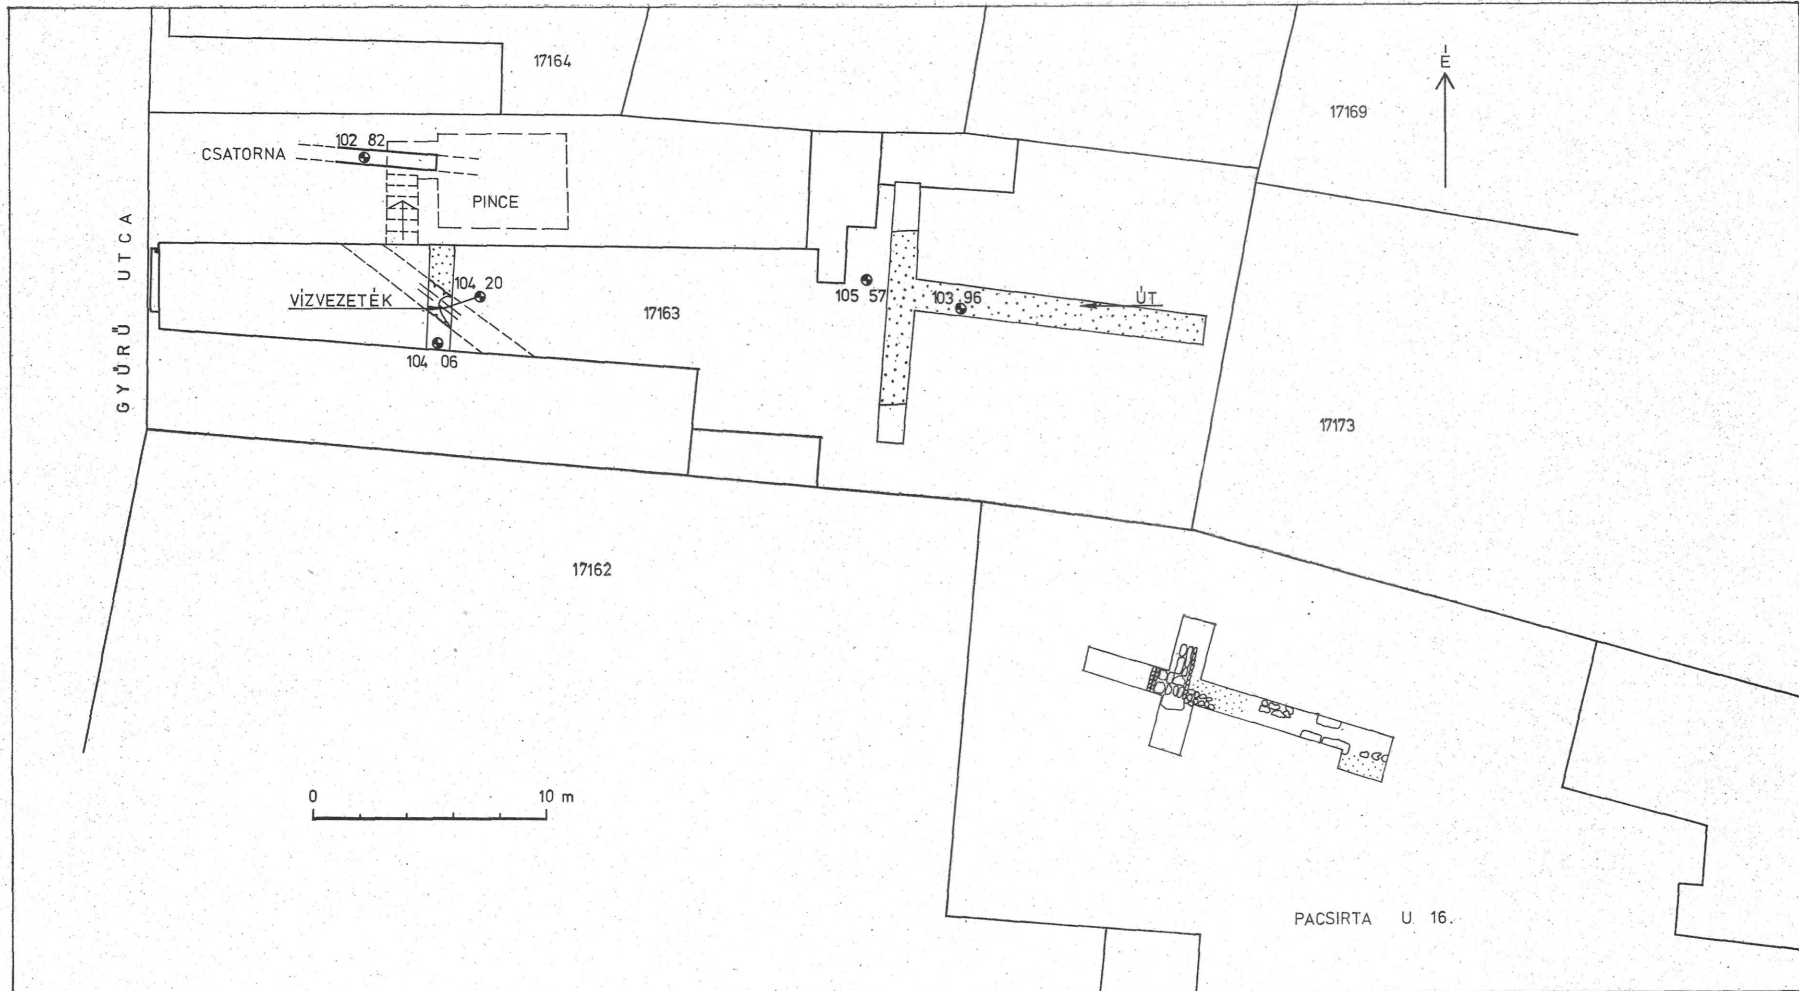 17164
É
17169
102 82
CSATORNA
PINCE
GYŰRŰ UTCA
104 20
VÍZVEZETÉK
17163
105 57
103 96
ÚT
104 06
17173
17162
0 10 m
PACSIRTA U. 16.